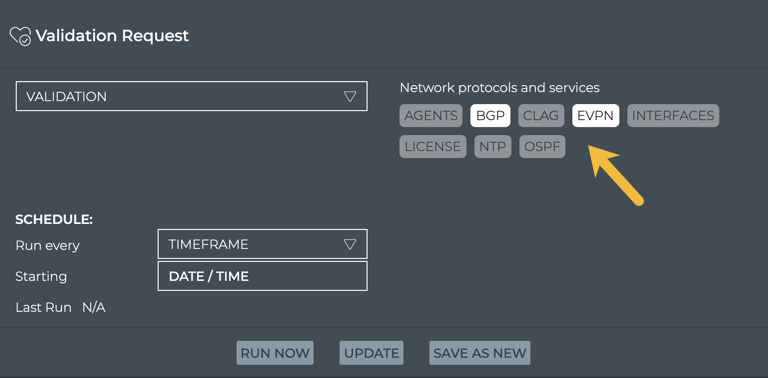 Validation Request
VALIDATION
Network protocols and services
AGENTS BGP CLAG EVPN INTERFACES
LICENSE NTP OSPF
SCHEDULE:
Run every TIMEFRAME
Starting DATE / TIME
Last Run N/A
RUN NOW UPDATE SAVE AS NEW